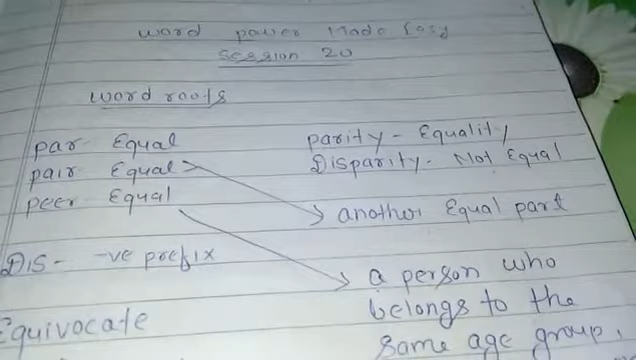 word power Made Easy
Session 20
word roots
par Equal
parity - Equality
pair Equal
Disparity - Not Equal
peer Equal
another Equal part
Dis- -ve prefix
a person who
belongs to the
Equivocate
same age group.